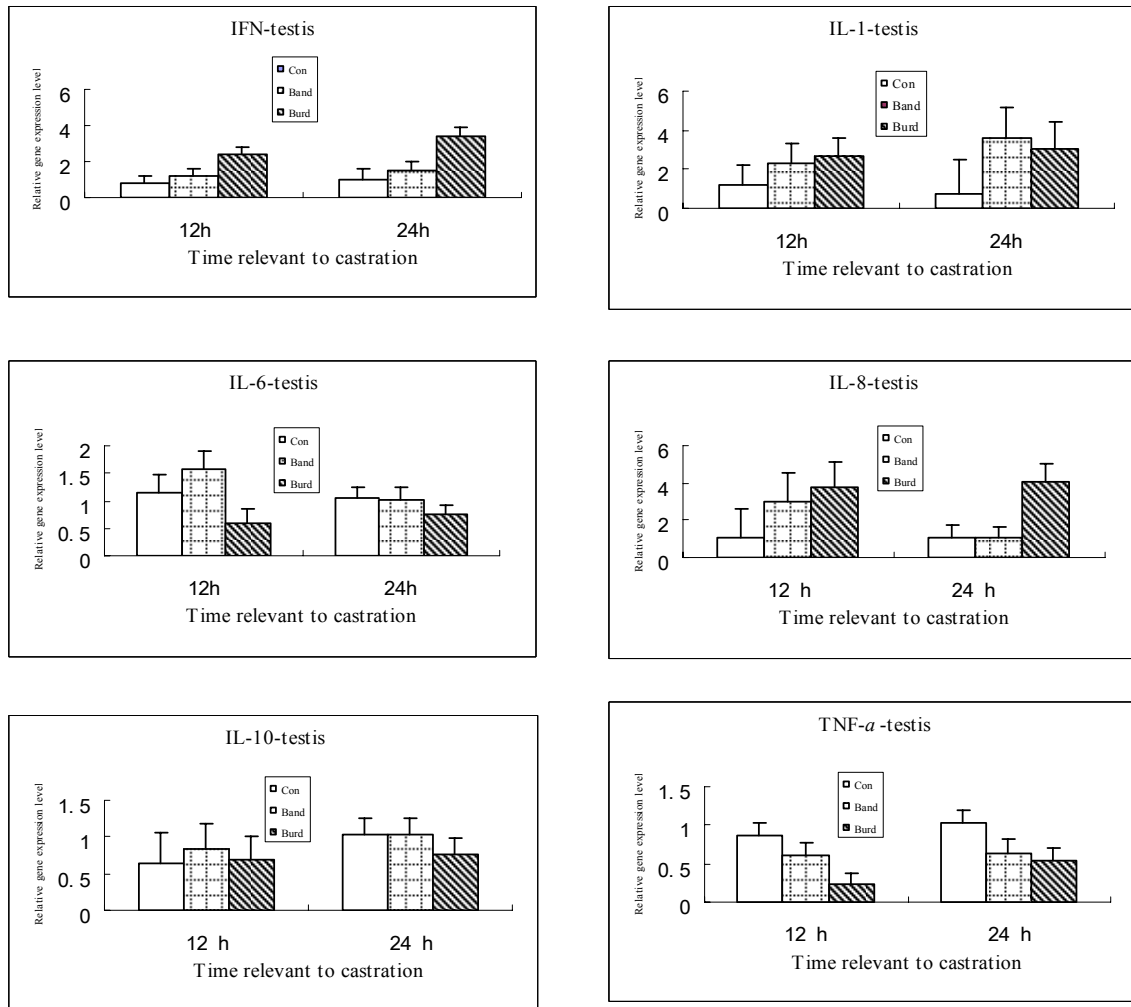 IFN-testis
Con
Band
Burd
Relative gene expression level
6
4
2
0
12h 24h
Time relevant to castration
IL-1-testis
Con
Band
Burd
Relative gene expression level
6
4
2
0
12h 24h
Time relevant to castration
IL-6-testis
Con
Band
Burd
Relative gene expression level
2
1.5
1
0.5
0
12h 24h
Time relevant to castration
IL-8-testis
Con
Band
Burd
Relative gene expression level
6
4
2
0
12 h 24 h
Time relevant to castration
IL-10-testis
Con
Band
Burd
Relative gene expression level
1.5
1
0.5
0
12 h 24 h
Time relevant to castration
TNF-a -testis
Con
Band
Burd
Relative gene expression level
1.5
1
0.5
0
12 h 24 h
Time relevant to castration